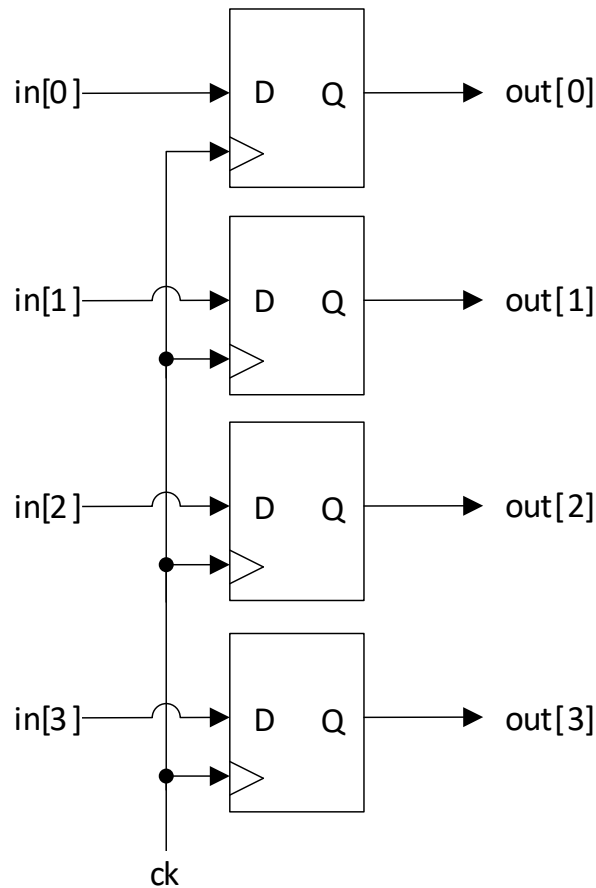 in[0] D Q out[0]
in[1] D Q out[1]
in[2] D Q out[2]
in[3] D Q out[3]
ck